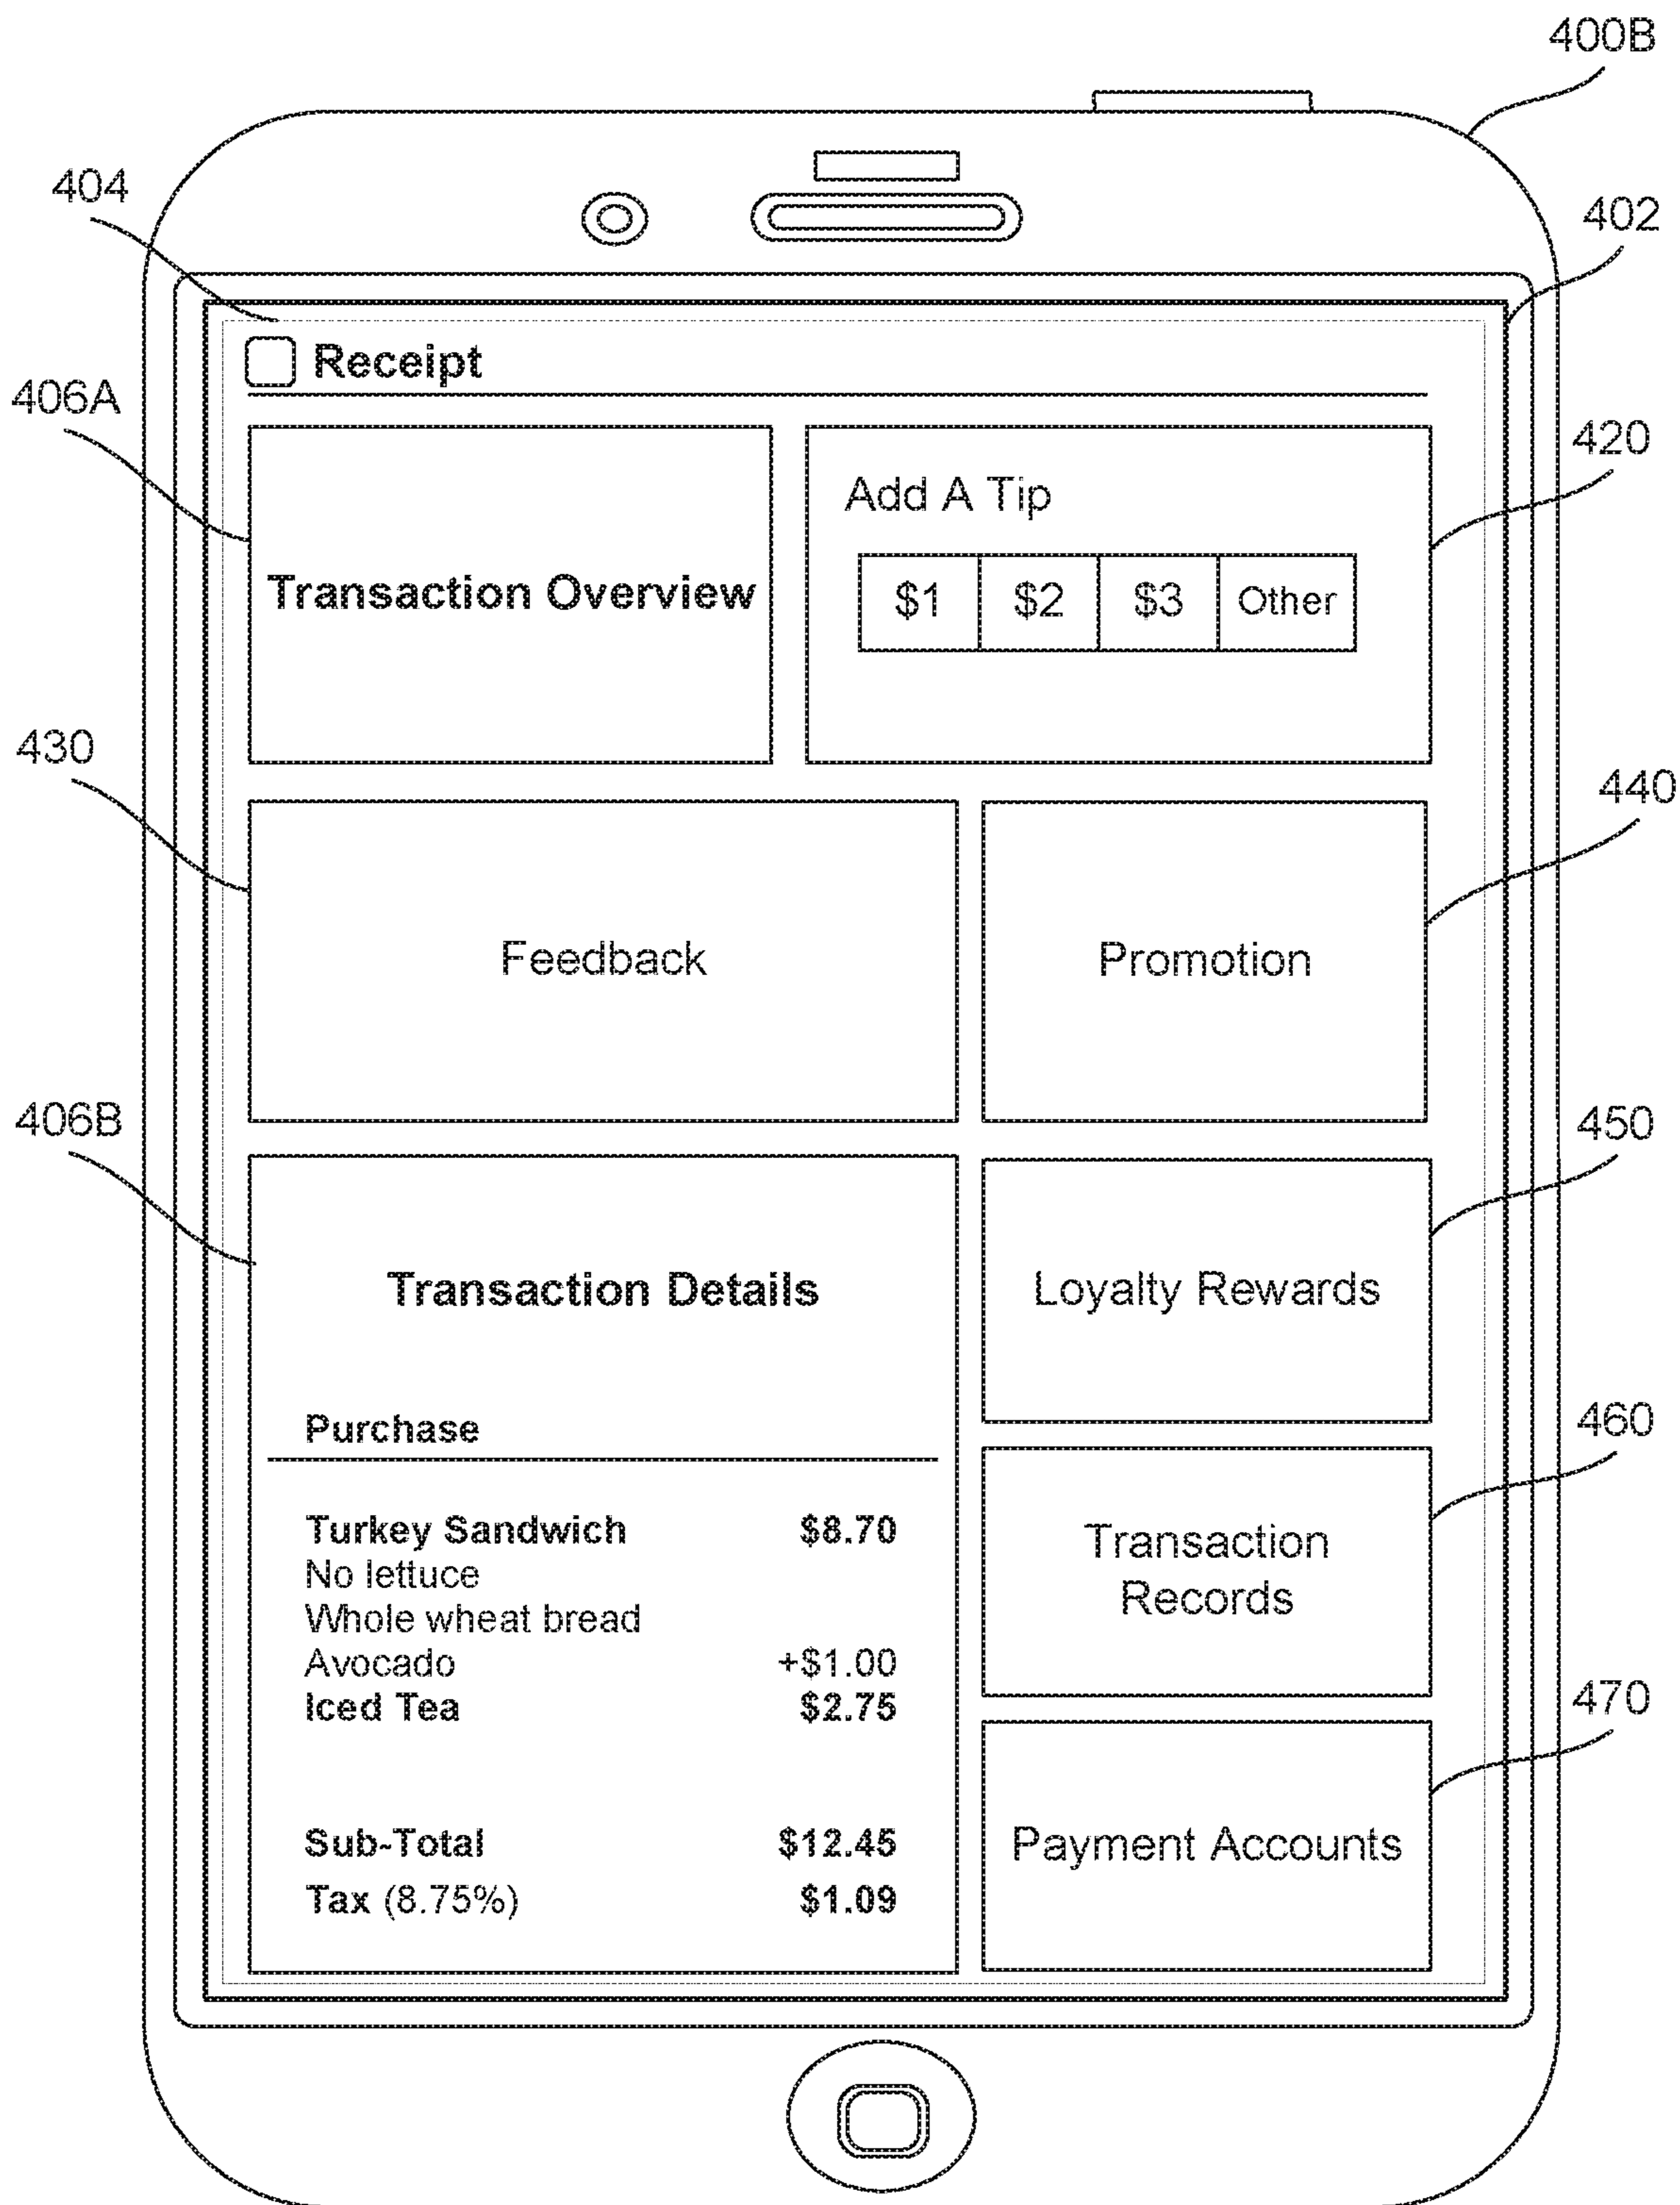 400B
404
402
Receipt
406A
420
Transaction Overview
Add A Tip
$1 $2 $3 Other
430
440
Feedback
Promotion
406B
450
Transaction Details
Loyalty Rewards
Purchase
460
Turkey Sandwich $8.70
No lettuce
Whole wheat bread
Avocado +$1.00
Iced Tea $2.75
Transaction
Records
470
Sub-Total $12.45
Tax (8.75%) $1.09
Payment Accounts